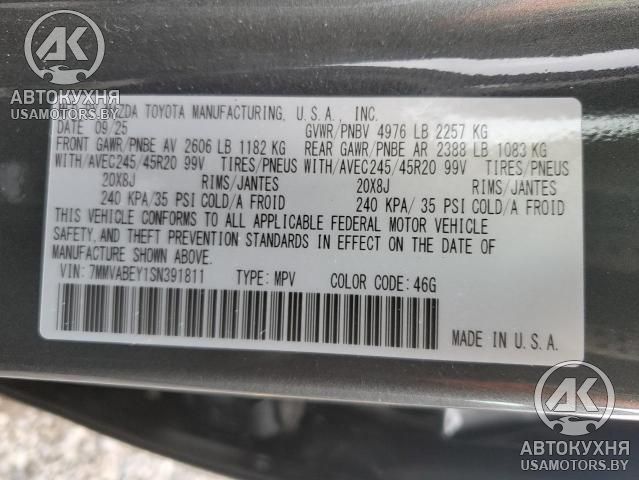 AK
АВТОКУХНЯ
USAMOTORS.BY
TOYOTA MANUFACTURING, U.S.A., INC.
DATE 09/25 GVWR/PNBV 4976 LB 2257 KG
FRONT GAWR/PNBE AV 2606 LB 1182 KG REAR GAWR/PNBE AR 2388 LB 1083 KG
WITH/AVEC245/45R20 99V TIRES/PNEUS WITH/AVEC245/45R20 99V TIRES/PNEUS
20X8J RIMS/JANTES 20X8J RIMS/JANTES
240 KPA/35 PSI COLD/A FROID 240 KPA/ 35 PSI COLD/A FROID
THIS VEHICLE CONFORMS TO ALL APPLICABLE FEDERAL MOTOR VEHICLE
SAFETY,AND THEFT PREVENTION STANDARDS IN EFFECT ON THE DATE OF
MANUFACTURE SHOWN ABOVE.
VIN:7MMVABEY1SN391811 TYPE:MPV COLOR CODE:46G
MADE IN U.S.A.
AK
АВТОКУХНЯ
USAMOTORS.BY